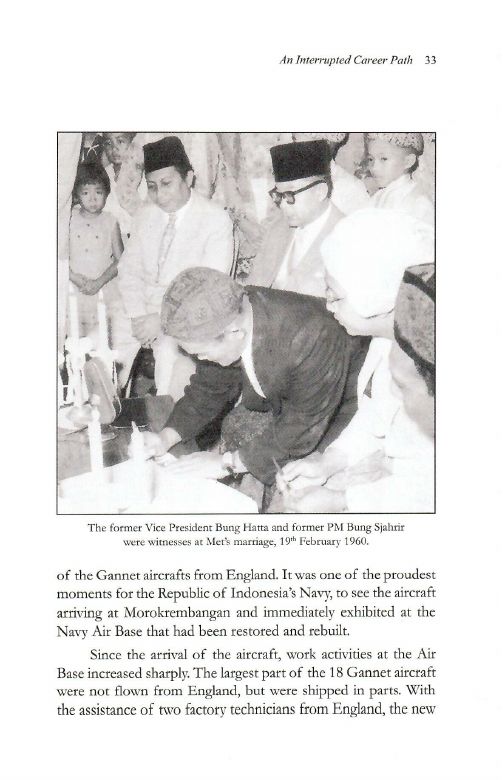 An Interrupted Career Path 33
The former Vice President Bung Hatta and former PM Bung Sjahrir
were witnesses at Met's marriage, 19th February 1960.
of the Gannet aircrafts from England. It was one of the proudest
moments for the Republic of Indonesia's Navy, to see the aircraft
arriving at Morokrembangan and immediately exhibited at the
Navy Air Base that had been restored and rebuilt.
Since the arrival of the aircraft, work activities at the Air
Base increased sharply. The largest part of the 18 Gannet aircraft
were not flown from England, but were shipped in parts. With
the assistance of two factory technicians from England, the new